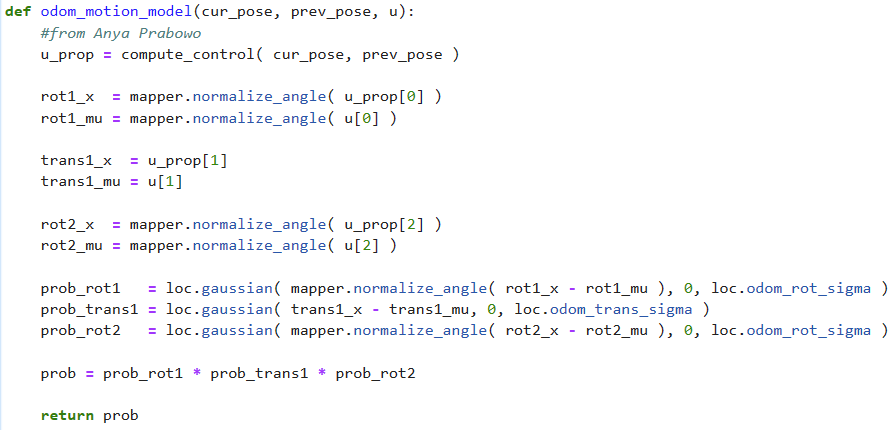 def odom_motion_model(cur_pose, prev_pose, u):
    #from Anya Prabowo
    u_prop = compute_control( cur_pose, prev_pose )

    rot1_x  = mapper.normalize_angle( u_prop[0] )
    rot1_mu = mapper.normalize_angle( u[0] )

    trans1_x  = u_prop[1]
    trans1_mu = u[1]

    rot2_x  = mapper.normalize_angle( u_prop[2] )
    rot2_mu = mapper.normalize_angle( u[2] )

    prob_rot1   = loc.gaussian( mapper.normalize_angle( rot1_x - rot1_mu ), 0, loc.odom_rot_sigma )
    prob_trans1 = loc.gaussian( trans1_x - trans1_mu, 0, loc.odom_trans_sigma )
    prob_rot2   = loc.gaussian( mapper.normalize_angle( rot2_x - rot2_mu ), 0, loc.odom_rot_sigma )

    prob = prob_rot1 * prob_trans1 * prob_rot2

    return prob